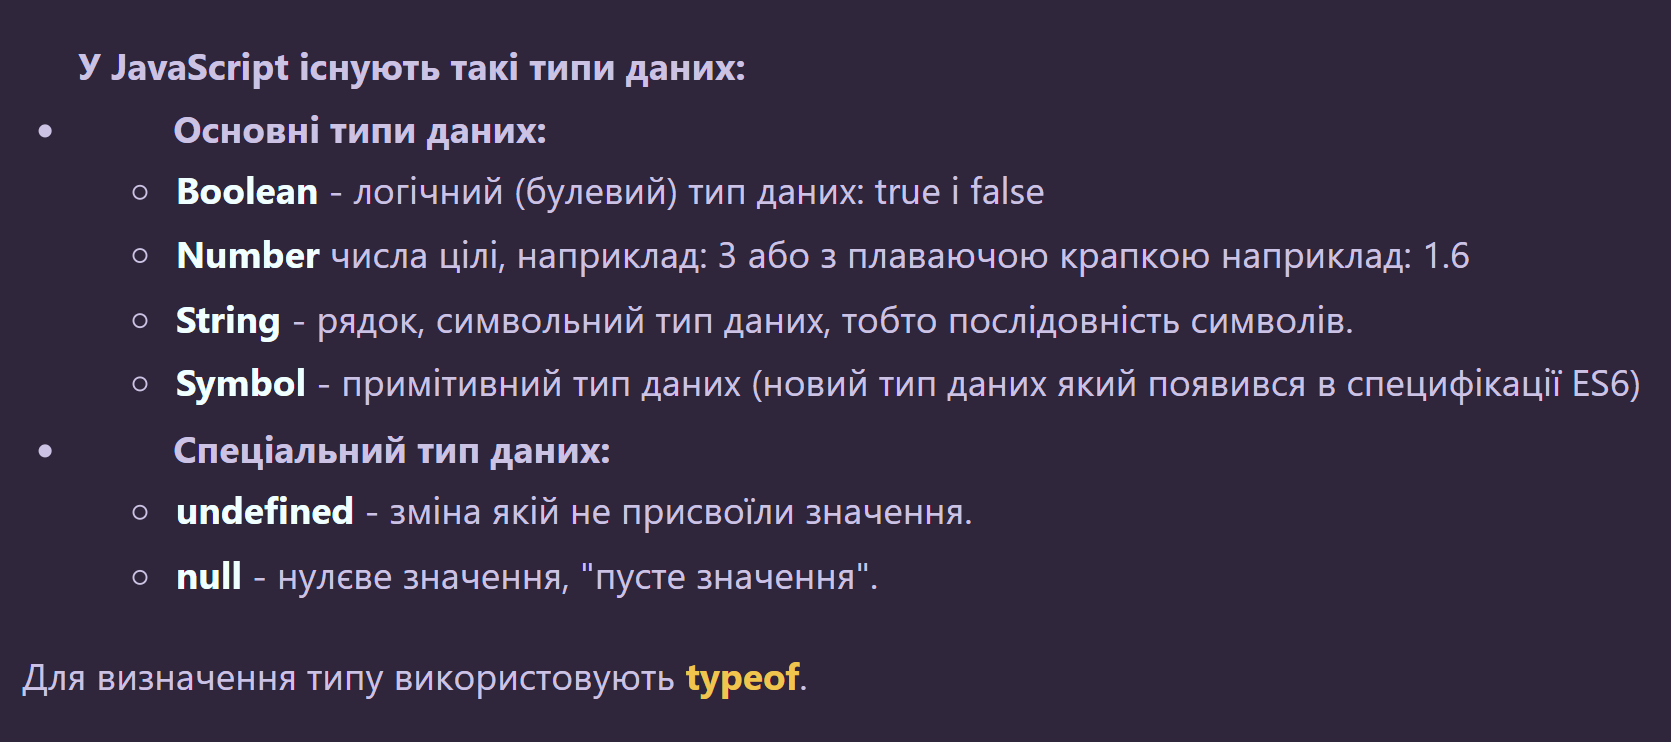 У JavaScript існують такі типи даних:
Основні типи даних:
Boolean - логічний (булевий) тип даних: true і false
Number числа цілі, наприклад: 3 або з плаваючою крапкою наприклад: 1.6
String - рядок, символьний тип даних, тобто послідовність символів.
Symbol - примітивний тип даних (новий тип даних який появився в специфікації ES6)
Спеціальний тип даних:
undefined - зміна якій не присвоїли значення.
null - нулєве значення, "пусте значення".
Для визначення типу використовують typeof.